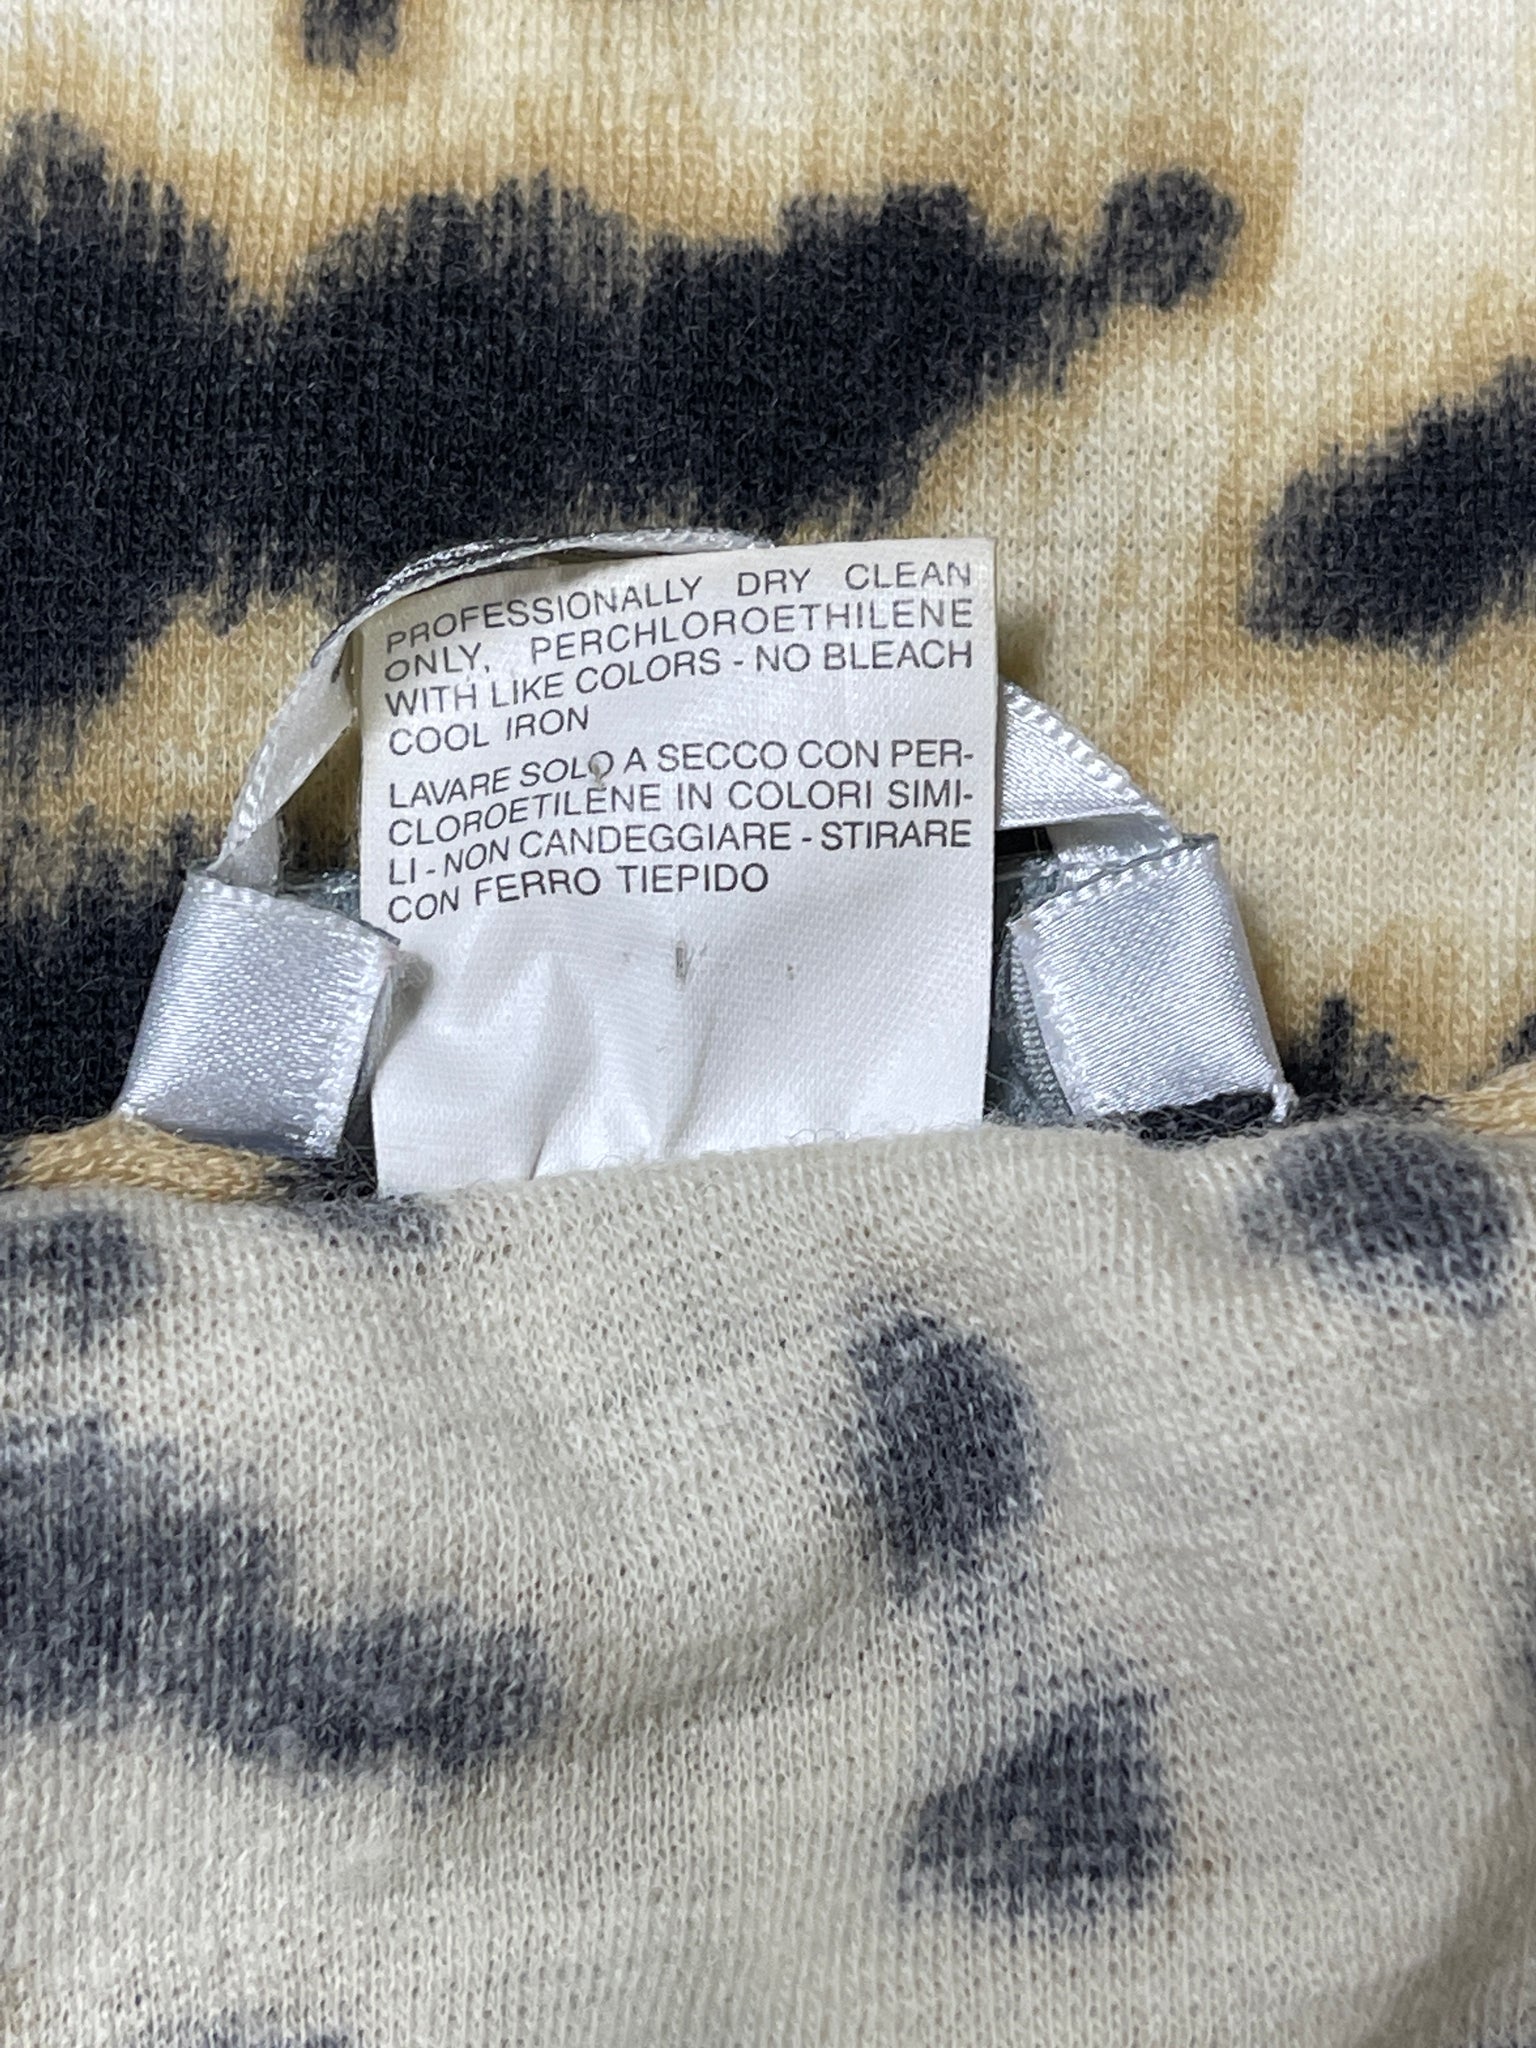 PROFESSIONALLY DRY CLEAN
ONLY, PERCHLOROETHILENE
WITH LIKE COLORS - NO BLEACH
COOL IRON
LAVARE SOLO A SECCO CON PER-
CLOROETILENE IN COLORI SIMI-
LI - NON CANDEGGIARE - STIRARE
CON FERRO TIEPIDO